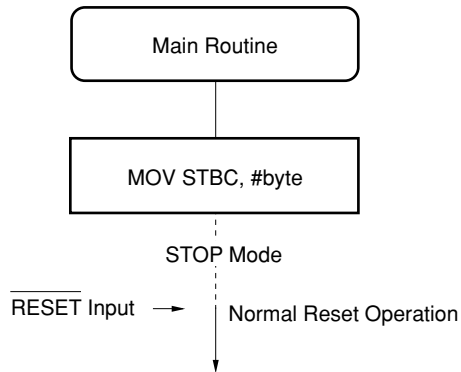 Main Routine
MOV STBC, #byte
STOP Mode
RESET Input
Normal Reset Operation